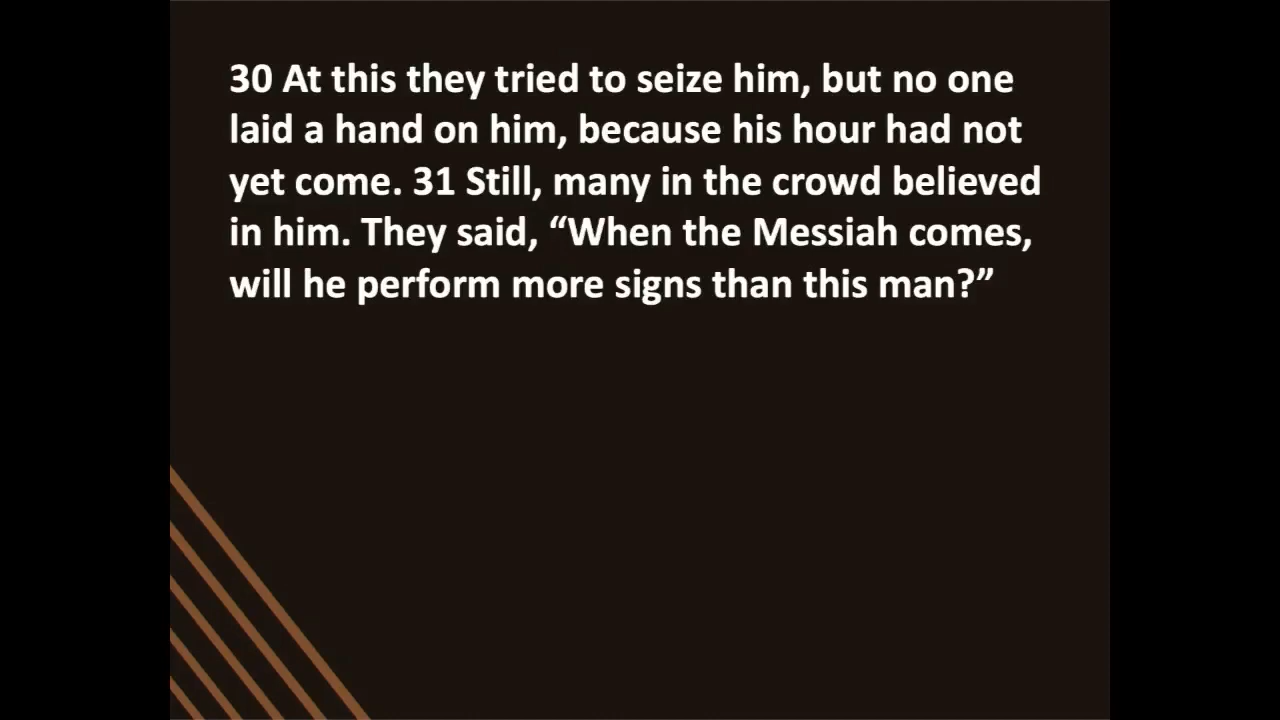 30 At this they tried to seize him, but no one
laid a hand on him, because his hour had not
yet come. 31 Still, many in the crowd believed
in him. They said, “When the Messiah comes,
will he perform more signs than this man?”